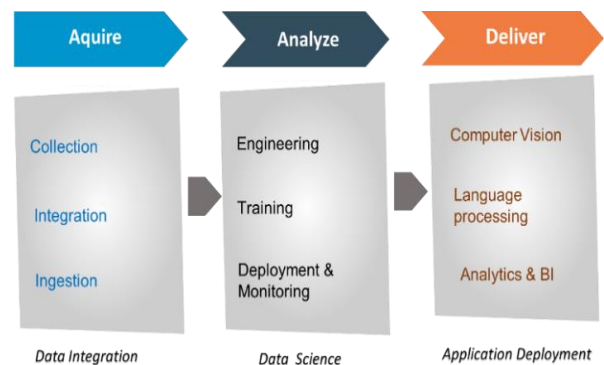 Aquire
Analyze
Deliver
Collection
Integration
Ingestion
Engineering
Training
Deployment &
Monitoring
Computer Vision
Language
processing
Analytics & BI
Data Integration
Data Science
Application Deployment